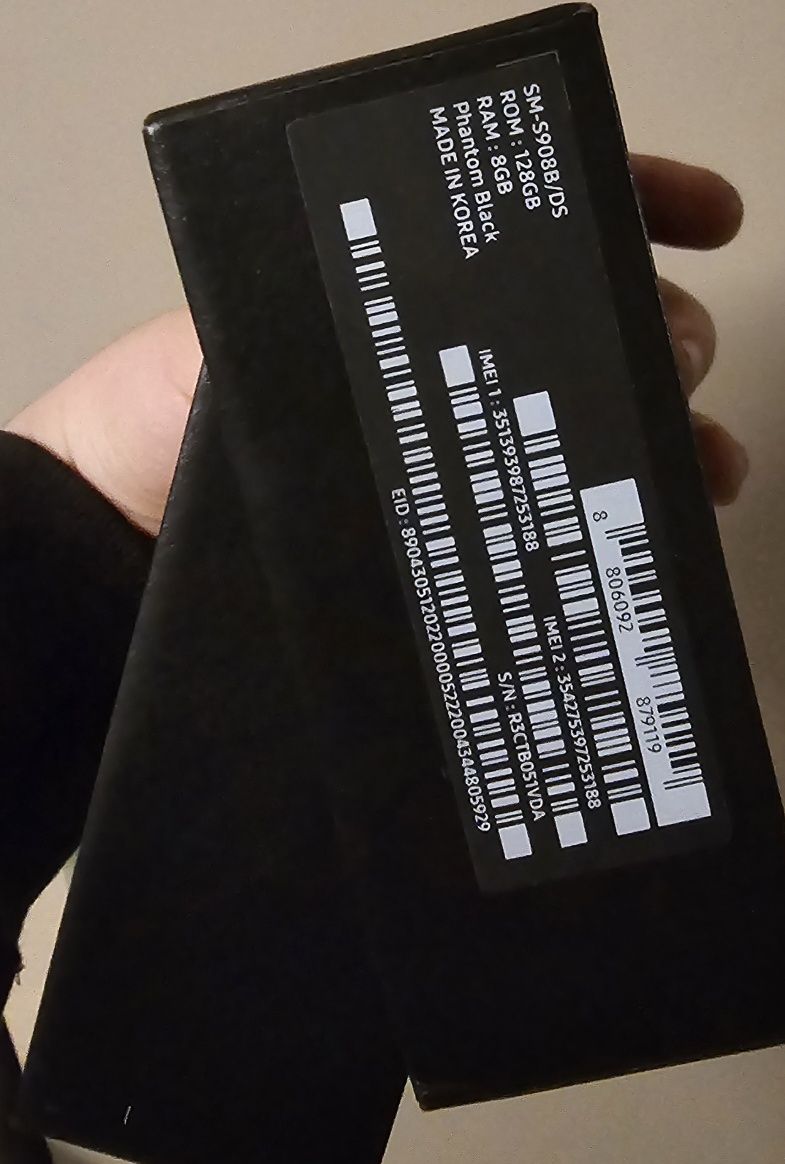 SM-S908B/DS
ROM : 128GB
RAM : 8GB
Phantom Black
MADE IN KOREA
8 806092 879119
IMEI 1 : 351393987253188
IMEI 2 : 354275397253188
S/N : R3CTB051VDA
EID : 89043051202200005222004344805929